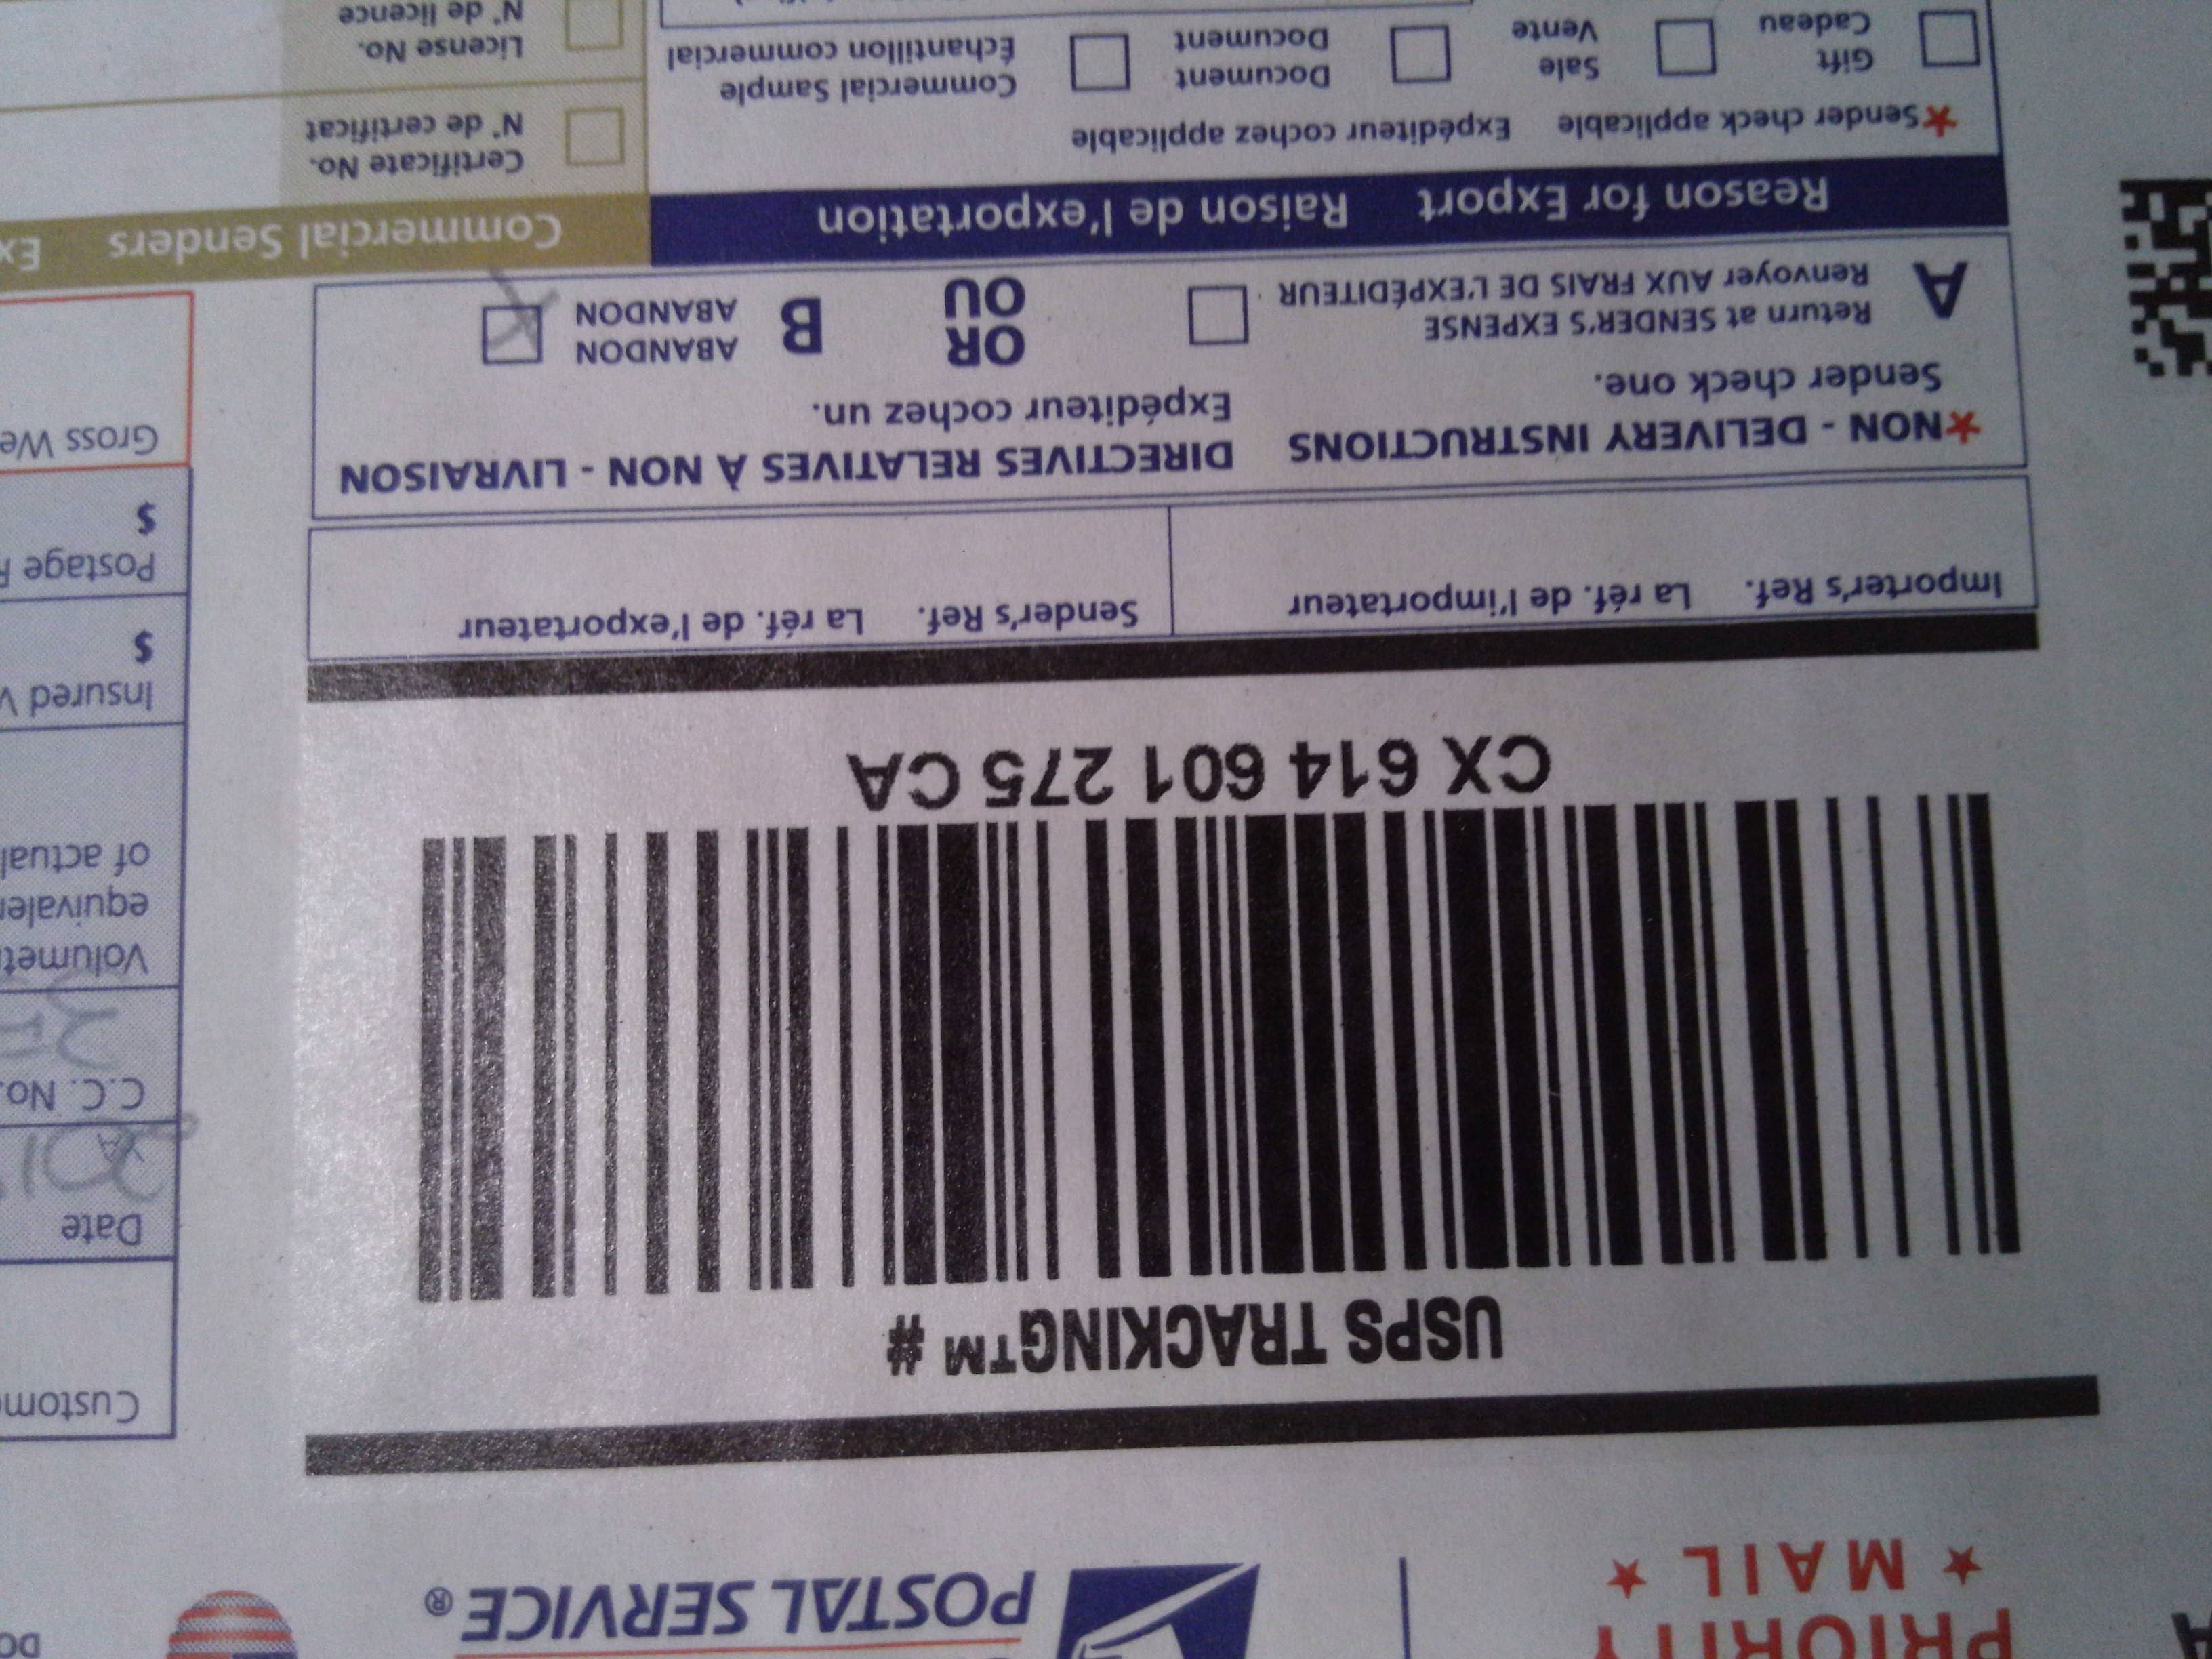 PRIORITY
★ MAIL ★
POSTAL SERVICE®
USPS TRACKING™ #
CX 614 601 275 CA
Importer's Ref. La réf. de l'importateur
Sender's Ref. La réf. de l'exportateur
★NON - DELIVERY INSTRUCTIONS DIRECTIVES RELATIVES À NON - LIVRAISON
Sender check one. Expéditeur cochez un.
A Return at SENDER'S EXPENSE
Renvoyer AUX FRAIS DE L'EXPÉDITEUR
OR
OU
B ABANDON
ABANDON
Reason for Export Raison de l'exportation
★Sender check applicable Expéditeur cochez applicable
Gift
Cadeau
Sale
Vente
Document
Document
Commercial Sample
Échantillon commercial
Custome
Date
201
C.C. No.
Volumet
equivale
of actual
Insured V
$
Postage
$
Gross We
Commercial Senders Ex
Certificate No.
N° de certificat
License No.
N° de licence